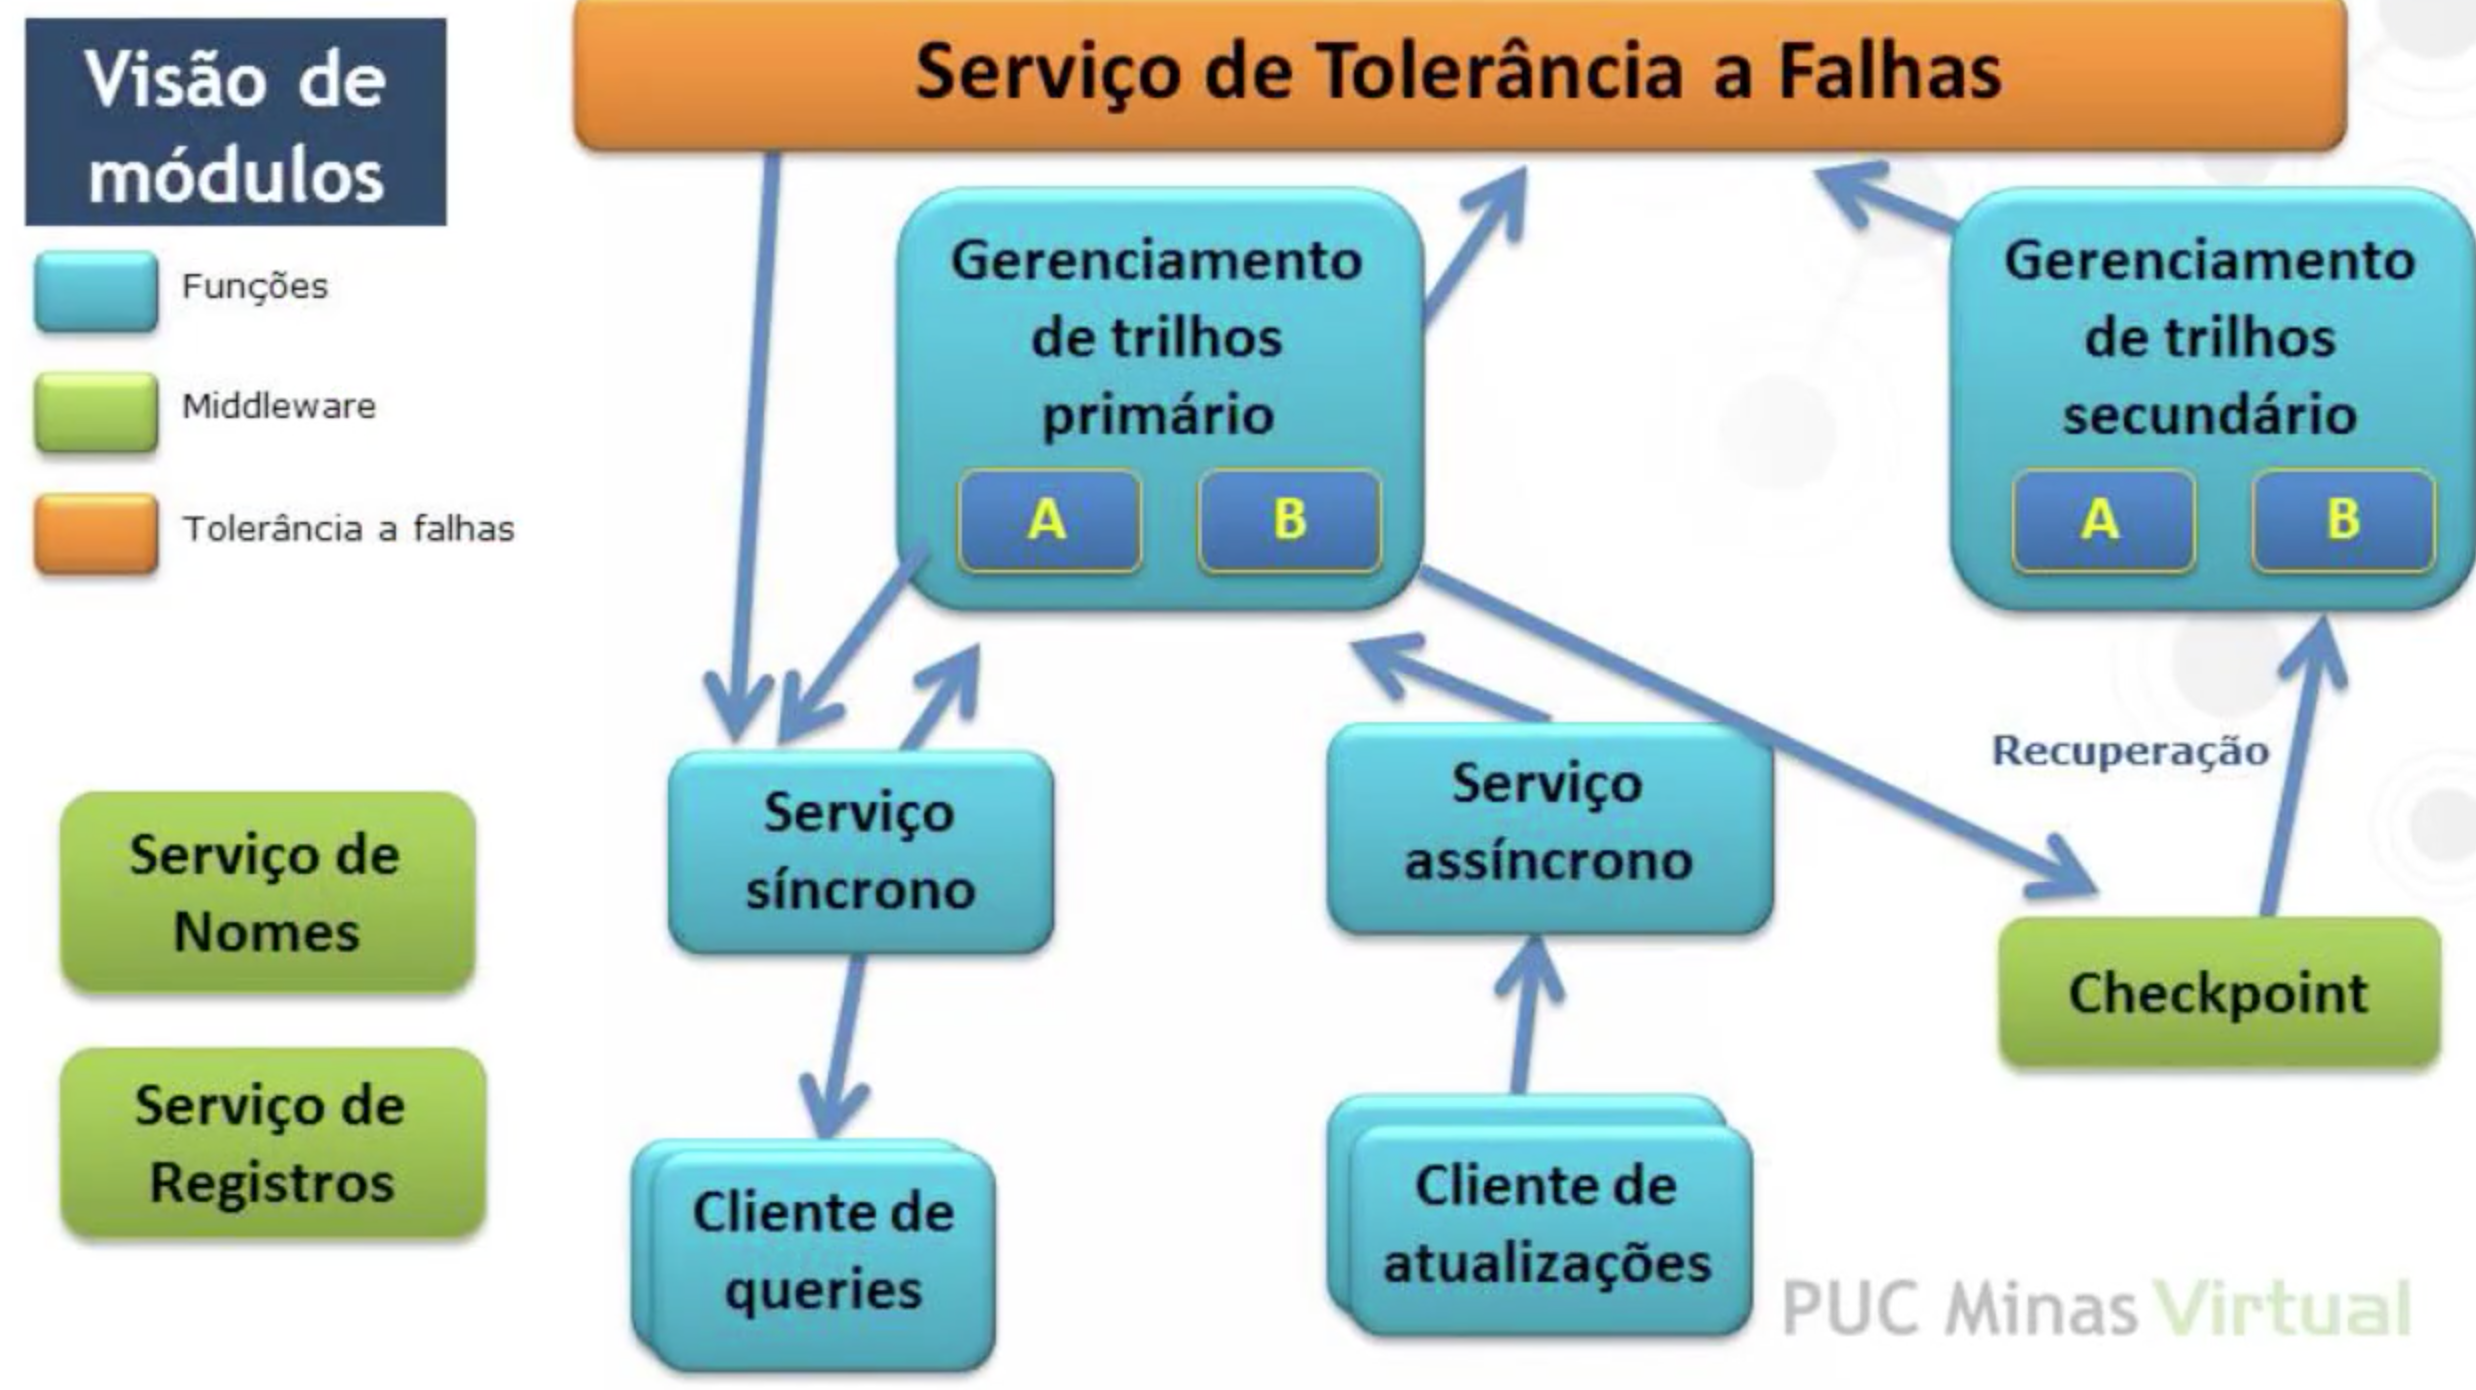 Visão de
módulos
Funções
Middleware
Tolerância a falhas
Serviço de Tolerância a Falhas
Gerenciamento
de trilhos
primário
A B
Gerenciamento
de trilhos
secundário
A B
Recuperação
Serviço de
Nomes
Serviço de
Registros
Serviço
síncrono
Serviço
assíncrono
Checkpoint
Cliente de
queries
Cliente de
atualizações
PUC Minas Virtual